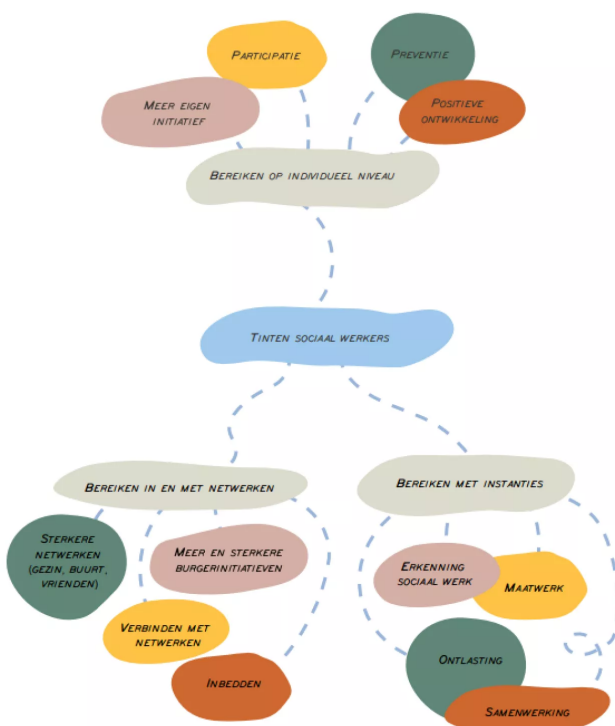 Participatie
Preventie
Meer eigen
initiatief
Positieve
ontwikkeling
Bereiken op individueel niveau
Tinten sociaal werkers
Bereiken in en met netwerken
Bereiken met instanties
Sterkere
netwerken
(gezin, buurt,
vrienden)
Meer en sterkere
burgerinitiatieven
Verbinden met
netwerken
Inbedden
Erkenning
sociaal werk
Maatwerk
Ontlasting
Samenwerking